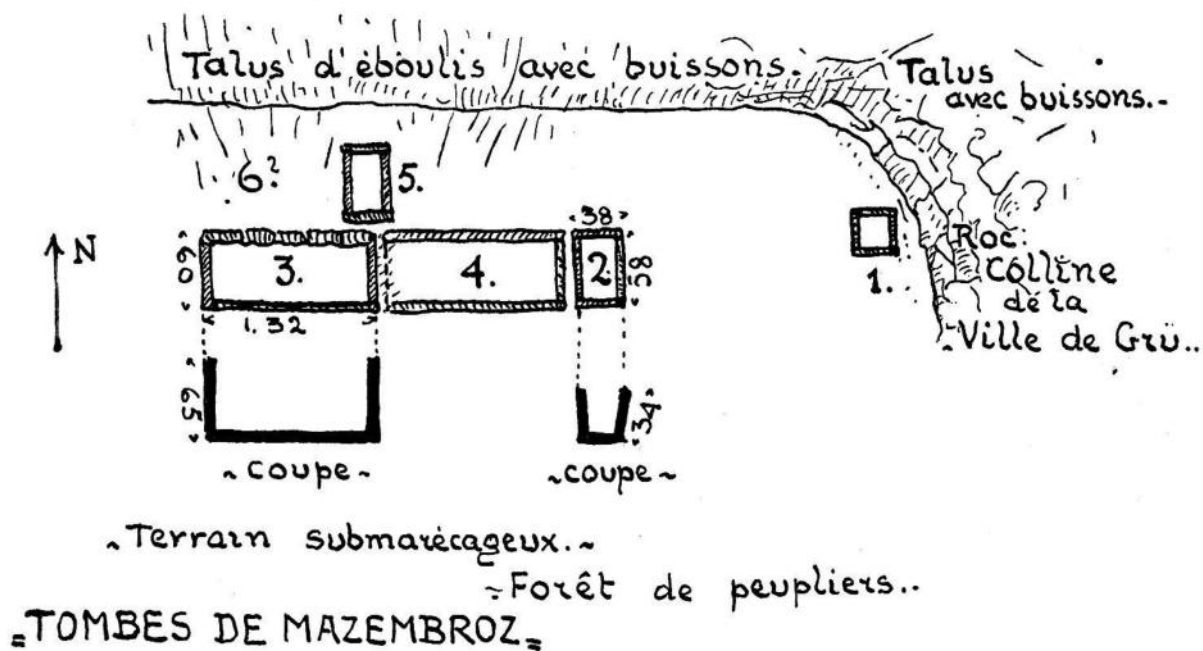 Talus d'éboulis avec buissons.-
Talus
avec buissons.-
6?
5.
N
60
3.
1.32
4.
38
2.
58
1.
Roc.
Colline
de la
Ville de Grü..
65
34
~ coupe ~
~ coupe ~
~ Terrain submarécageux. ~
~ Forêt de peupliers..
= TOMBES DE MAZEMBROZ =